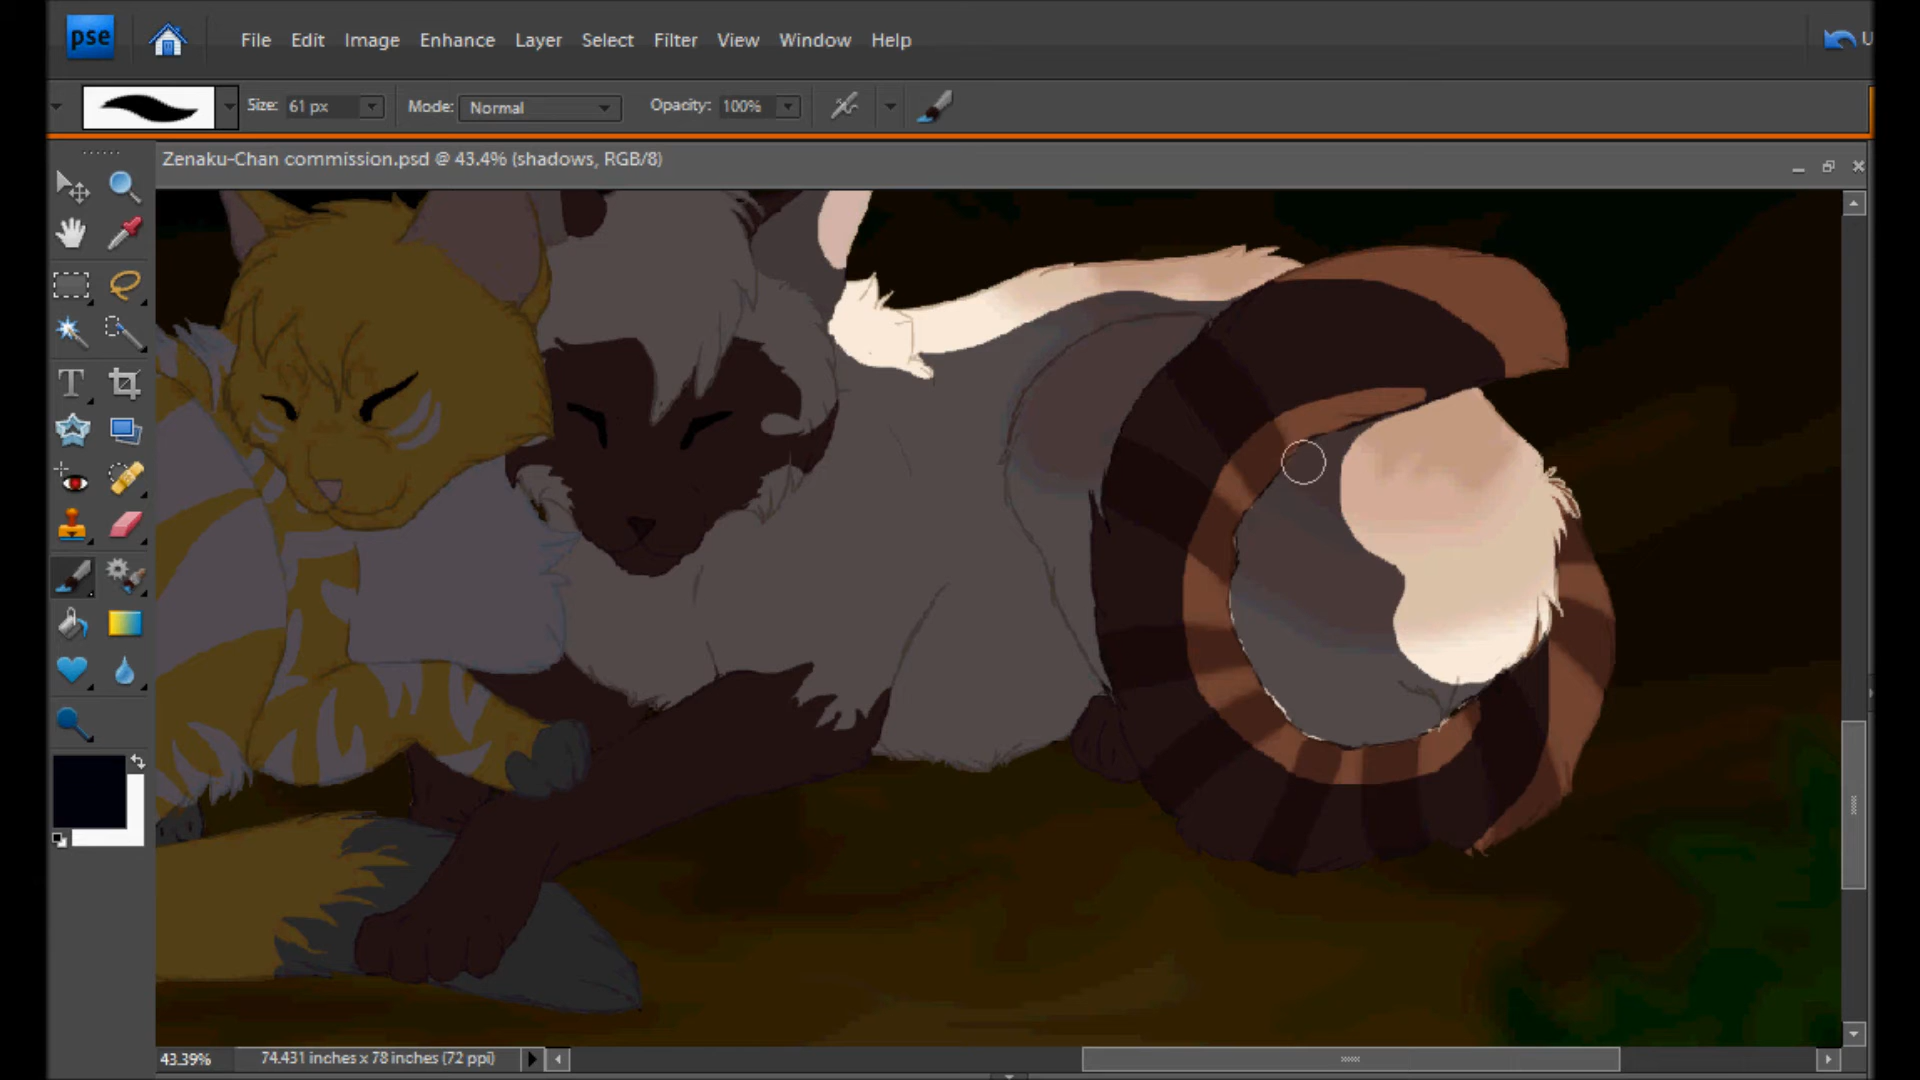 pse File Edit Image Enhance Layer Select Filter View Window Help U
Size: 61 px Mode: Normal Opacity: 100%
Zenaku-Chan commission.psd @ 43.4% (shadows, RGB/8)
T
43.39% 74.431 inches x 78 inches (72 ppi)